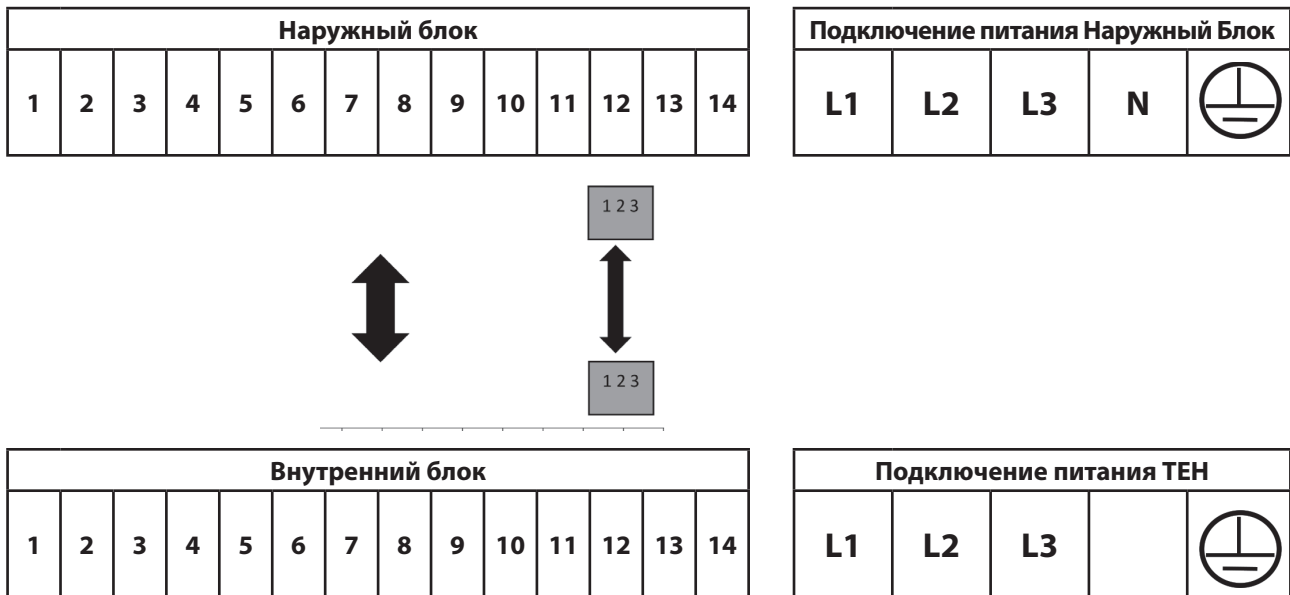 Наружный блок
1 2 3 4 5 6 7 8 9 10 11 12 13 14
Подключение питания Наружный Блок
L1 L2 L3 N
1 2 3
1 2 3
Внутренний блок
1 2 3 4 5 6 7 8 9 10 11 12 13 14
Подключение питания ТЕН
L1 L2 L3